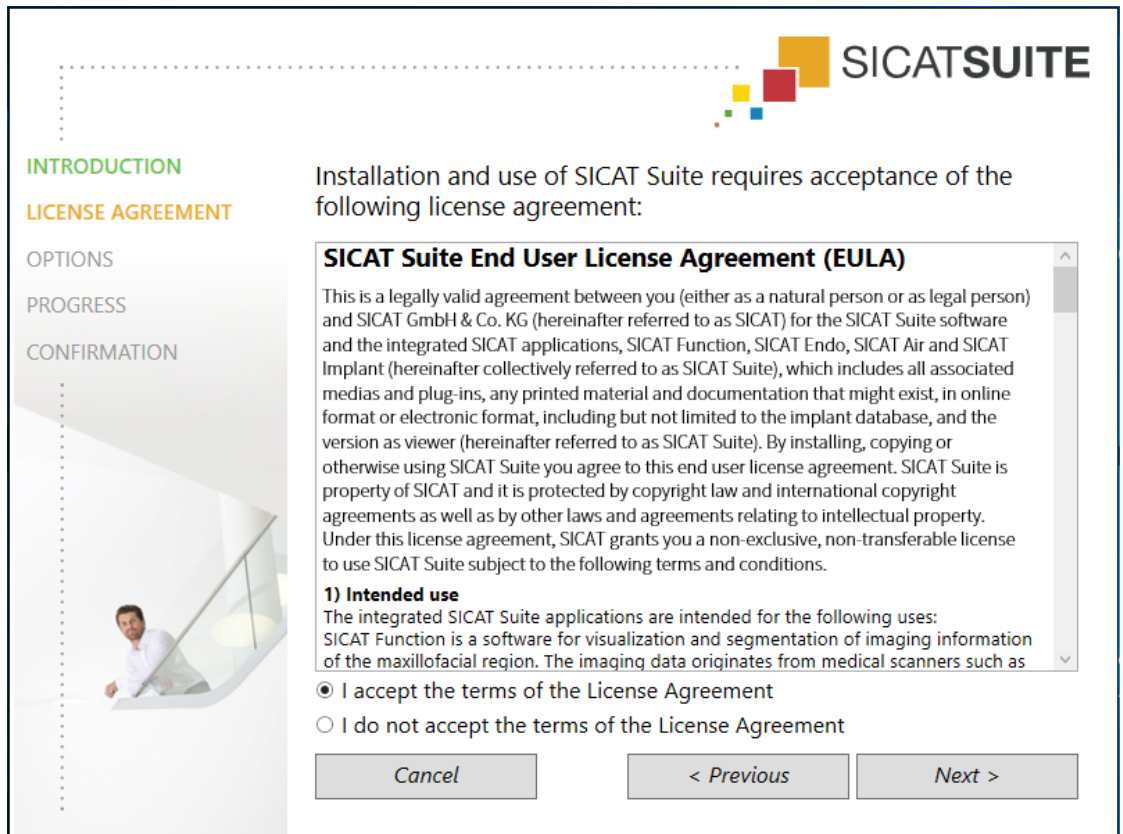 SICATSUITE
INTRODUCTION
LICENSE AGREEMENT
OPTIONS
PROGRESS
CONFIRMATION
Installation and use of SICAT Suite requires acceptance of the
following license agreement:
SICAT Suite End User License Agreement (EULA)
This is a legally valid agreement between you (either as a natural person or as legal person)
and SICAT GmbH & Co. KG (hereinafter referred to as SICAT) for the SICAT Suite software
and the integrated SICAT applications, SICAT Function, SICAT Endo, SICAT Air and SICAT
Implant (hereinafter collectively referred to as SICAT Suite), which includes all associated
medias and plug-ins, any printed material and documentation that might exist, in online
format or electronic format, including but not limited to the implant database, and the
version as viewer (hereinafter referred to as SICAT Suite). By installing, copying or
otherwise using SICAT Suite you agree to this end user license agreement. SICAT Suite is
property of SICAT and it is protected by copyright law and international copyright
agreements as well as by other laws and agreements relating to intellectual property.
Under this license agreement, SICAT grants you a non-exclusive, non-transferable license
to use SICAT Suite subject to the following terms and conditions.
1) Intended use
The integrated SICAT Suite applications are intended for the following uses:
SICAT Function is a software for visualization and segmentation of imaging information
of the maxillofacial region. The imaging data originates from medical scanners such as
I accept the terms of the License Agreement
I do not accept the terms of the License Agreement
Cancel
< Previous
Next >